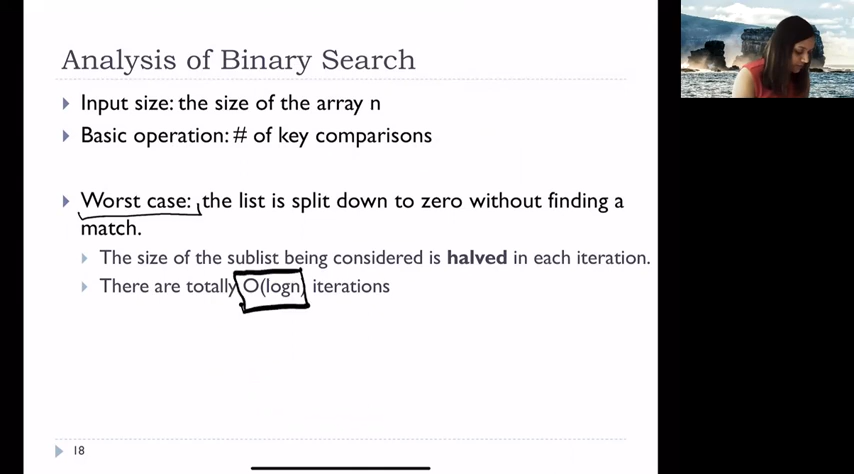 Analysis of Binary Search
Input size: the size of the array n
Basic operation: # of key comparisons
Worst case: the list is split down to zero without finding a
match.
The size of the sublist being considered is halved in each iteration.
There are totally O(logn) iterations
18